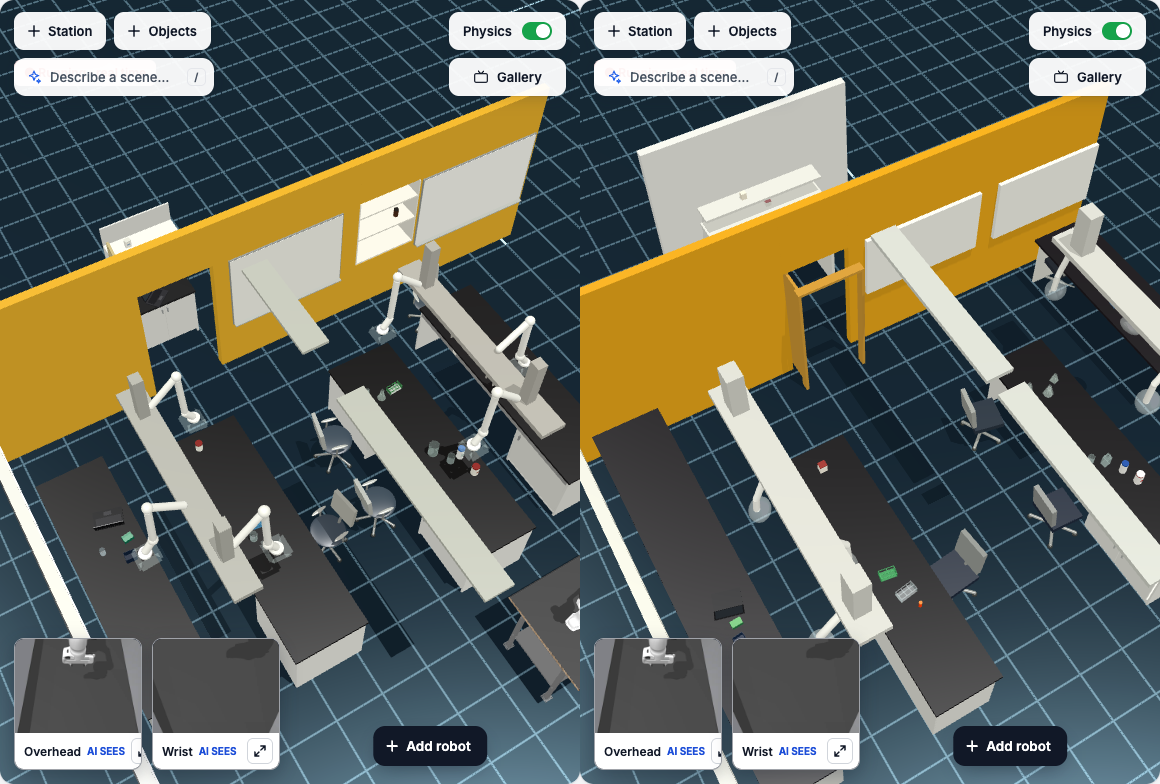 Station
Objects
Physics
Describe a scene...
/
Gallery
Overhead AI SEES
Wrist AI SEES
Add robot
Station
Objects
Physics
Describe a scene...
/
Gallery
Overhead AI SEES
Wrist AI SEES
Add robot